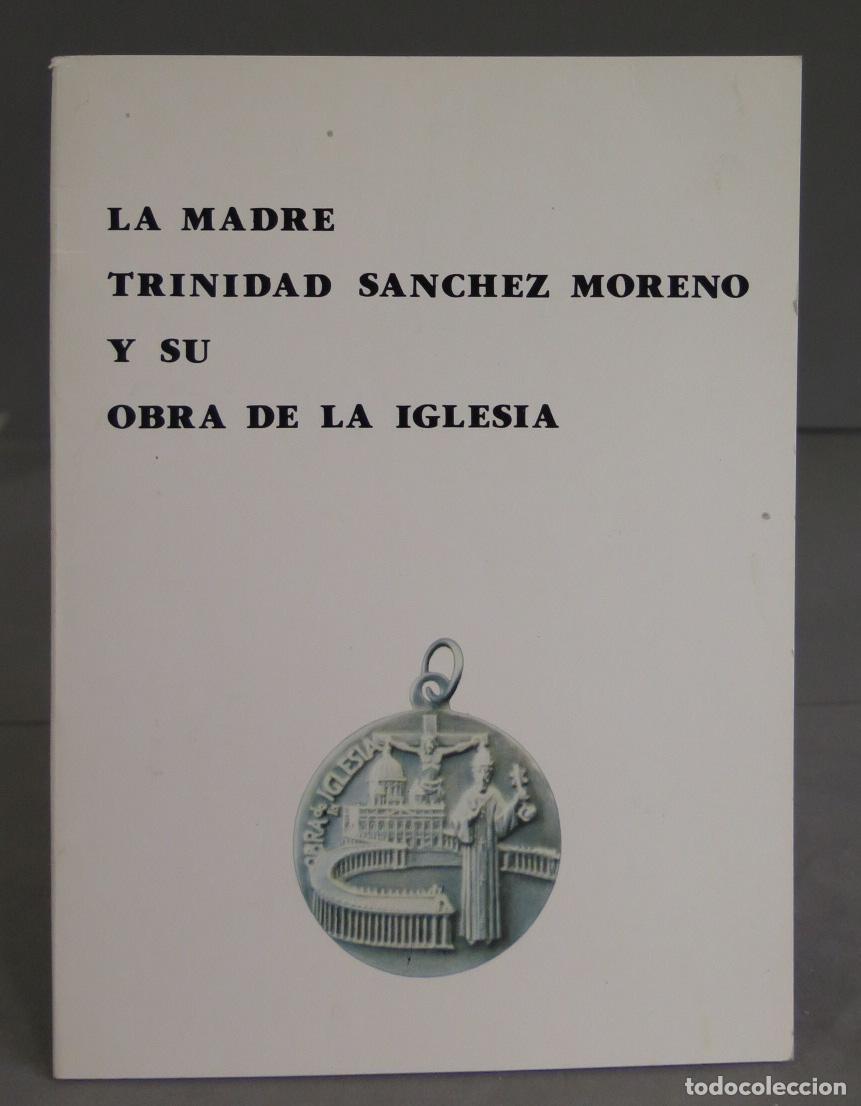 LA MADRE
TRINIDAD SANCHEZ MORENO
Y SU
OBRA DE LA IGLESIA
OBRA de la IGLESIA
todocoleccion